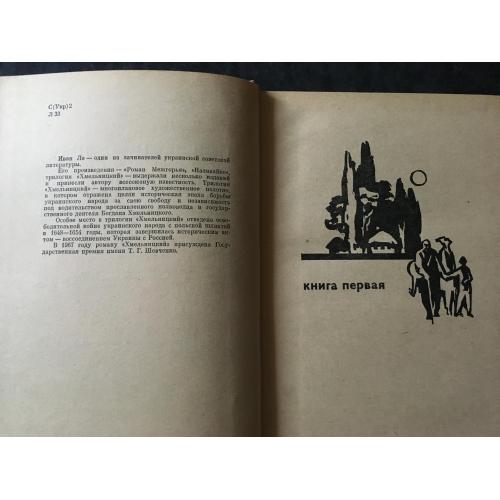 С(Укр)2
Л 33
Иван Ле — один из зачинателей украинской советской
литературы.
Его произведения — «Роман Межгорья», «Наливайко»,
трилогия «Хмельницкий» — выдержали несколько изданий
и принесли автору всесоюзную известность. Трилогия
«Хмельницкий» — многоплановое художественное полотно,
в котором отражена целая историческая эпоха борьбы
украинского народа за свою свободу и независимость
под водительством прославленного полководца и государ-
ственного деятеля Богдана Хмельницкого.
Особое место в трилогии «Хмельницкий» отведено осво-
бодительной войне украинского народа с польской шляхтой
в 1648—1654 годы, которая завершилась историческим ак-
том — воссоединением Украины с Россией.
В 1967 году роману «Хмельницкий» присуждена Государ-
ственная премия имени Т. Г. Шевченко.
книга первая